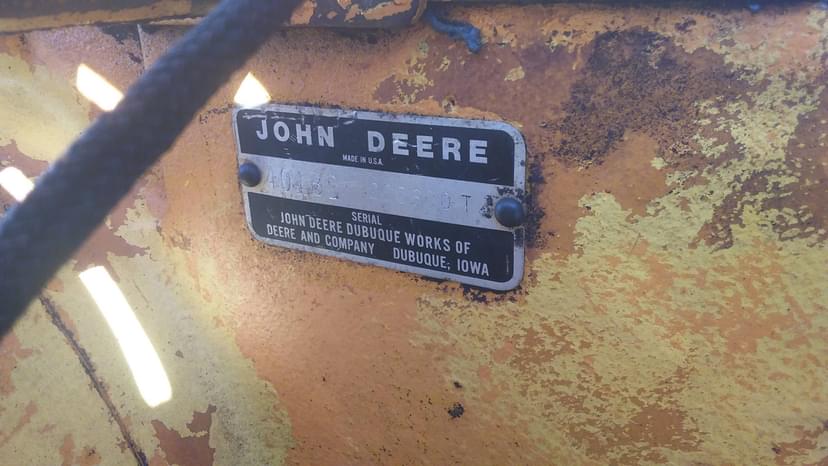 JOHN DEERE
MADE IN U.S.A.
SERIAL
JOHN DEERE DUBUQUE WORKS OF
DEERE AND COMPANY DUBUQUE, IOWA